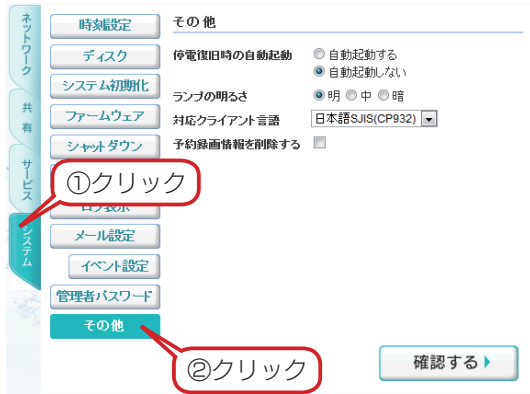 ネットワーク
共有
サービス
システム
時刻設定
ディスク
システム初期化
ファームウェア
シャットダウン
ログ表示
メール設定
イベント設定
管理者パスワード
その他
その他
停電復旧時の自動起動
自動起動する
自動起動しない
ランプの明るさ
明 中 暗
対応クライアント言語 日本語SJIS(CP932)
予約録画情報を削除する
①クリック
②クリック
確認する